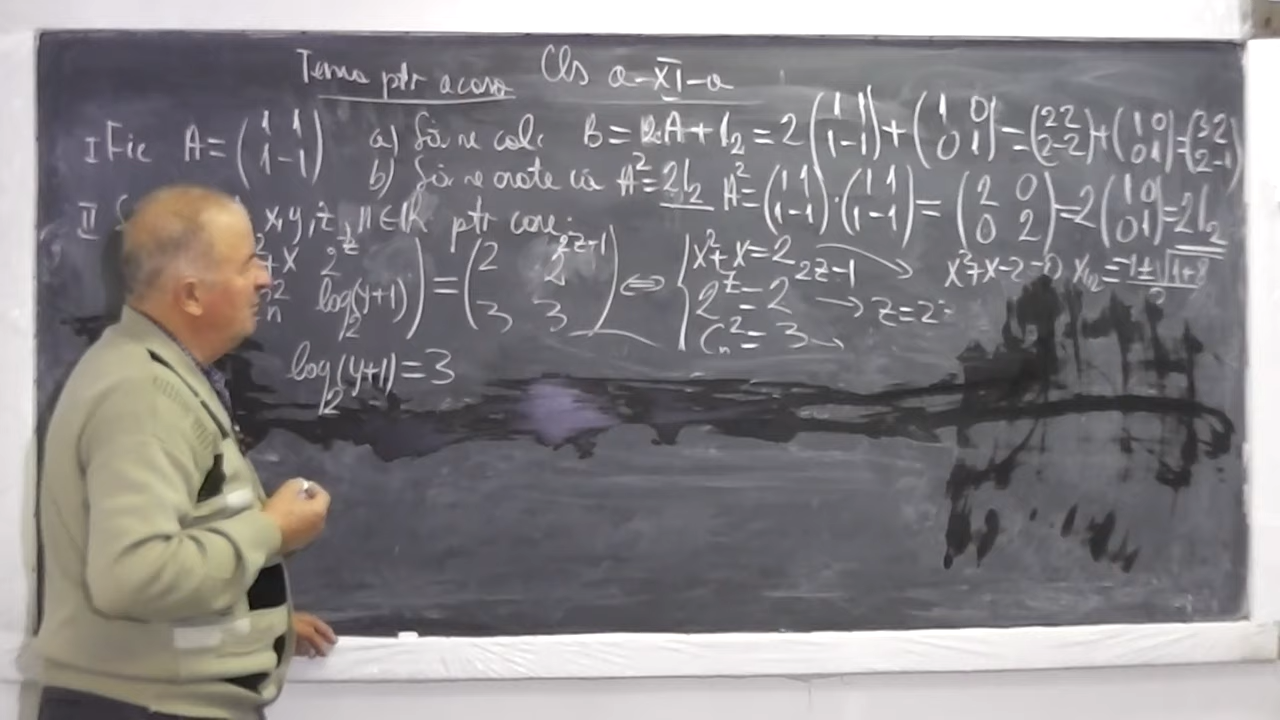 Tema ptr acasa Cls a-XI-a
I Fie A = (1 1 / 1 -1) a) Să se calc B = 2·A + I₂ = 2 (1 1 / 1 -1) + (1 0 / 0 1) = (2 2 / 2 -2) + (1 0 / 0 1) = (3 2 / 2 -1)
b) Să se arate că A² = 2I₂ A² = (1 1 / 1 -1) · (1 1 / 1 -1) = (2 0 / 0 2) = 2 (1 0 / 0 1) = 2I₂
II x, y, z, n ∈ ℝ ptr care:
²+x 2^z / ²n log₂(y+1)) = (2 2^(2z-1) / 3 3) ⇔ { x²+x = 2 → x²+x-2=0 x₁,₂ = -1±√1+8
2^z = 2^(2z-1) → z=2z
Cn² = 3 →
log₂(y+1) = 3